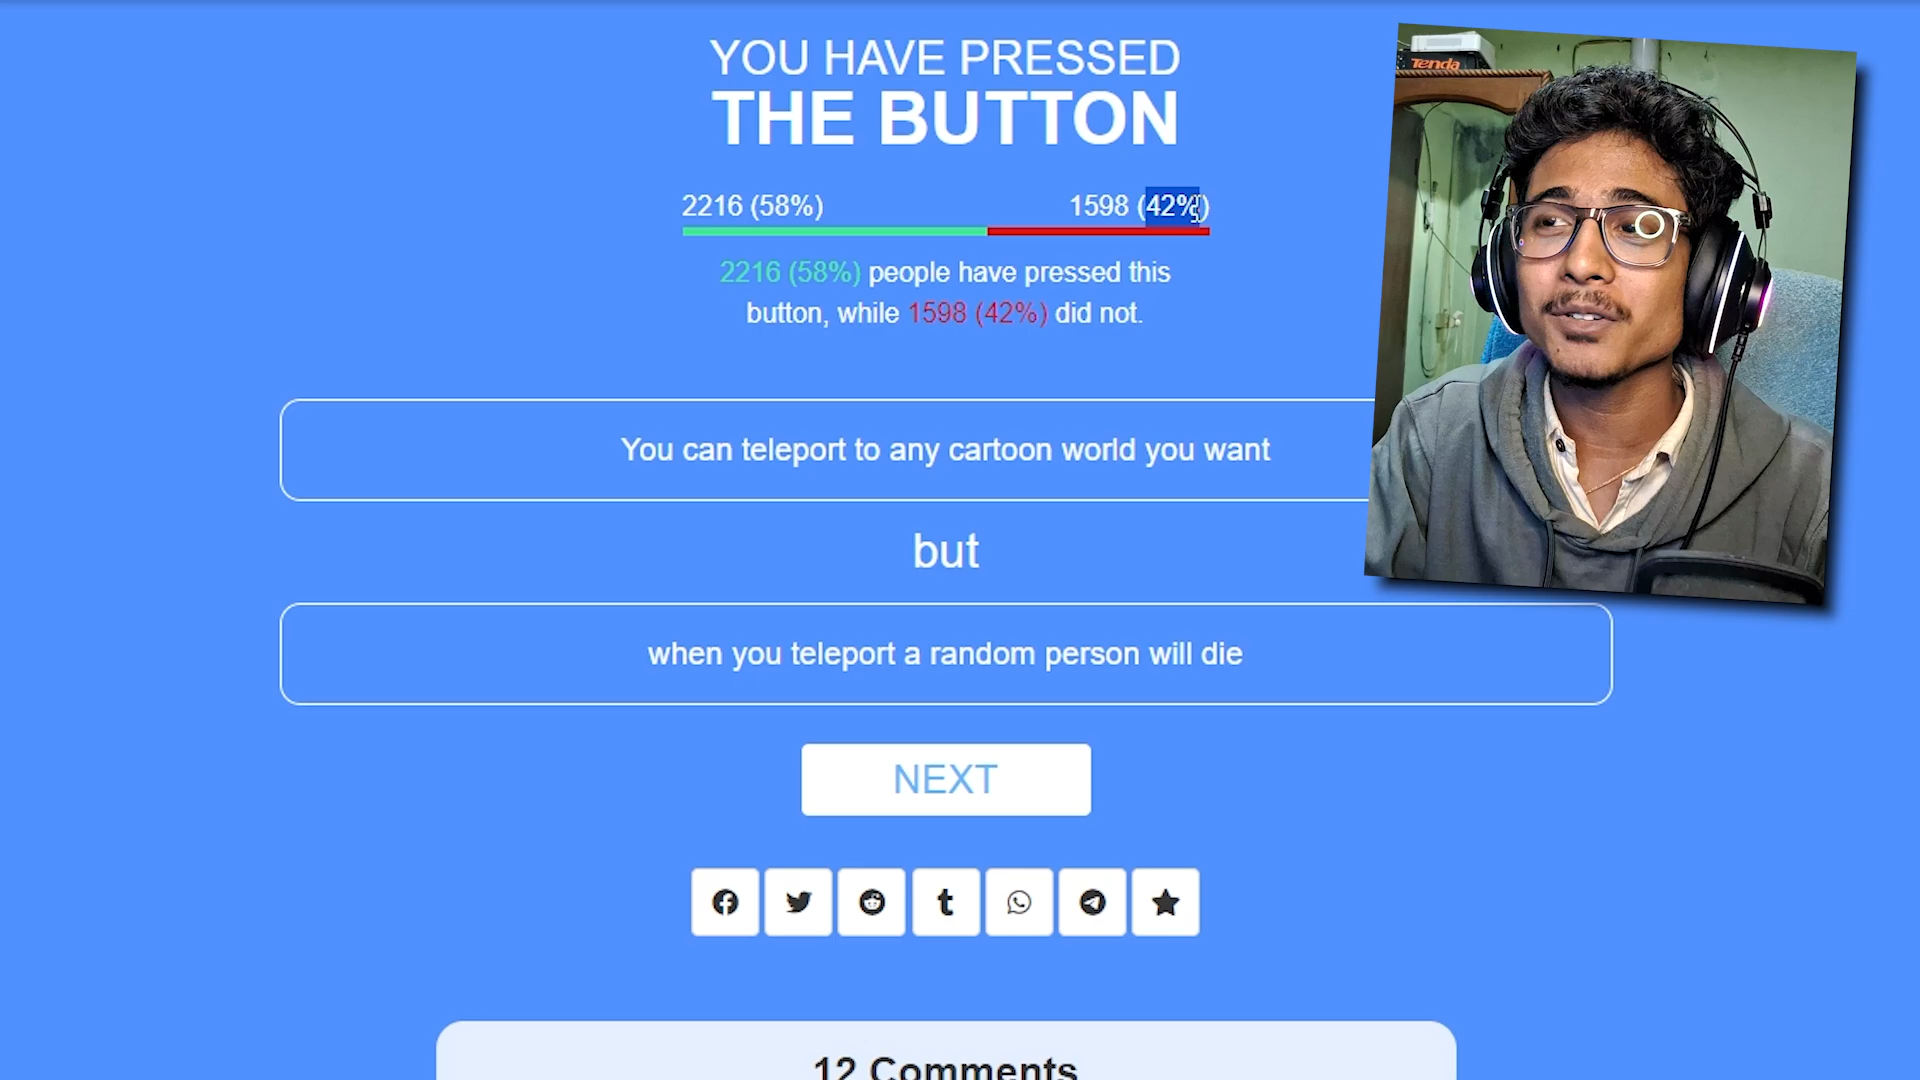 YOU HAVE PRESSED
THE BUTTON
2216 (58%) 1598 (42%)
2216 (58%) people have pressed this
button, while 1598 (42%) did not.
You can teleport to any cartoon world you want
but
when you teleport a random person will die
NEXT
12 Comments
Tenda